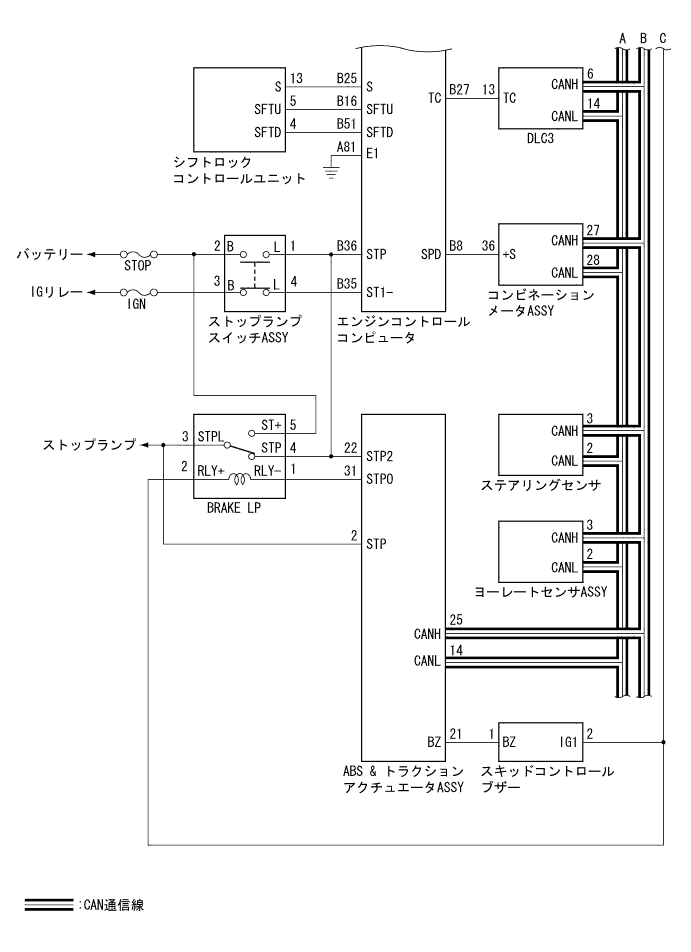 A B C
13 B25
S S
5 B16
SFTU SFTU
4 B51
SFTD SFTD
A81
E1
シフトロック
コントロールユニット
B27 13
TC TC
6
CANH
14
CANL
DLC3
バッテリー
STOP
2 B L 1
B36
STP
IGリレー
IGN
3 B L 4
B35
ST1-
ストップランプ
スイッチASSY
エンジンコントロール
コンピュータ
B8 36
SPD +S
27
CANH
28
CANL
コンビネーション
メータASSY
ストップランプ
3 STPL
ST+ 5
STP 4
22
STP2
2 RLY+ RLY- 1
31
STPO
BRAKE LP
2
STP
3
CANH
2
CANL
ステアリングセンサ
3
CANH
2
CANL
ヨーレートセンサASSY
25
CANH
14
CANL
21 1
BZ BZ
IG1 2
ABS & トラクション
アクチュエータASSY
スキッドコントロール
ブザー
:CAN通信線